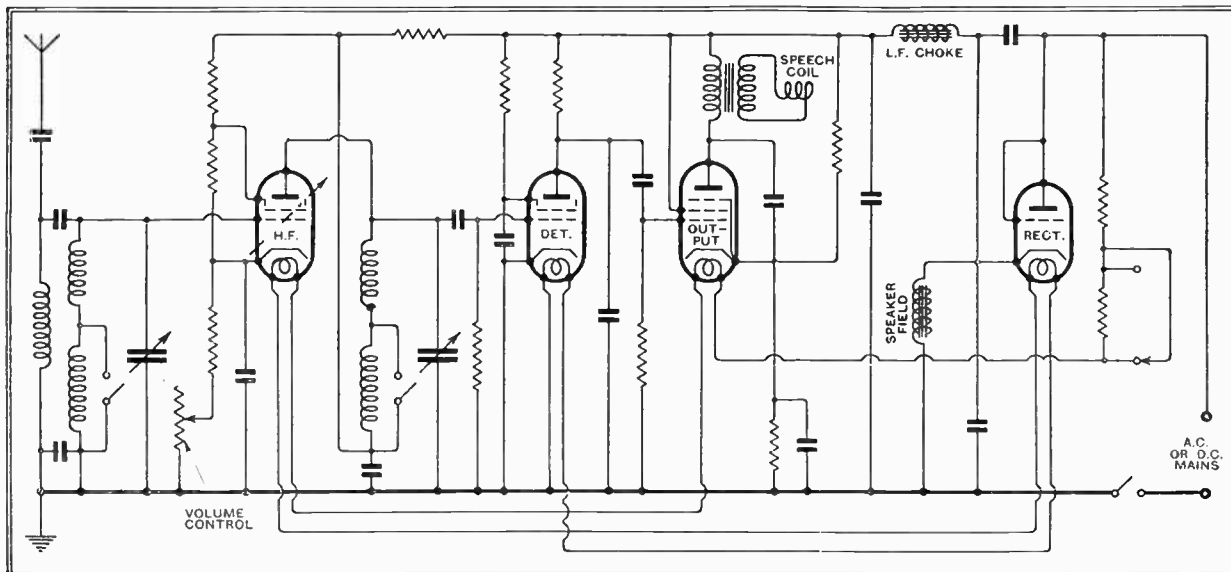 SPEECH
COIL
L.F. CHOKE
H.F.
DET.
OUT-
PUT
RECT.
SPEAKER
FIELD
A.C.
OR D.C.
MAINS
VOLUME
CONTROL